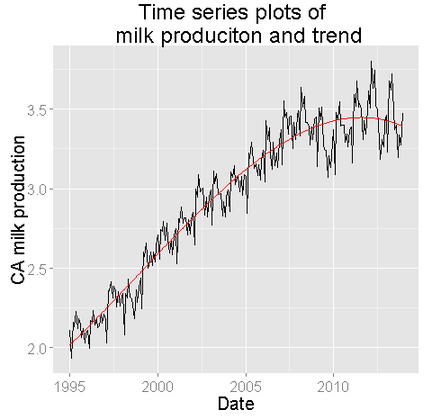 Time series plots of
milk produciton and trend
CA milk production
3.5
3.0
2.5
2.0
1995 2000 2005 2010
Date